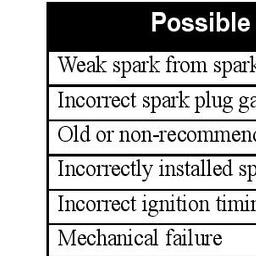 Possible
Weak spark from spark
Incorrect spark plug ga
Old or non-recommend
Incorrectly installed sp
Incorrect ignition timin
Mechanical failure